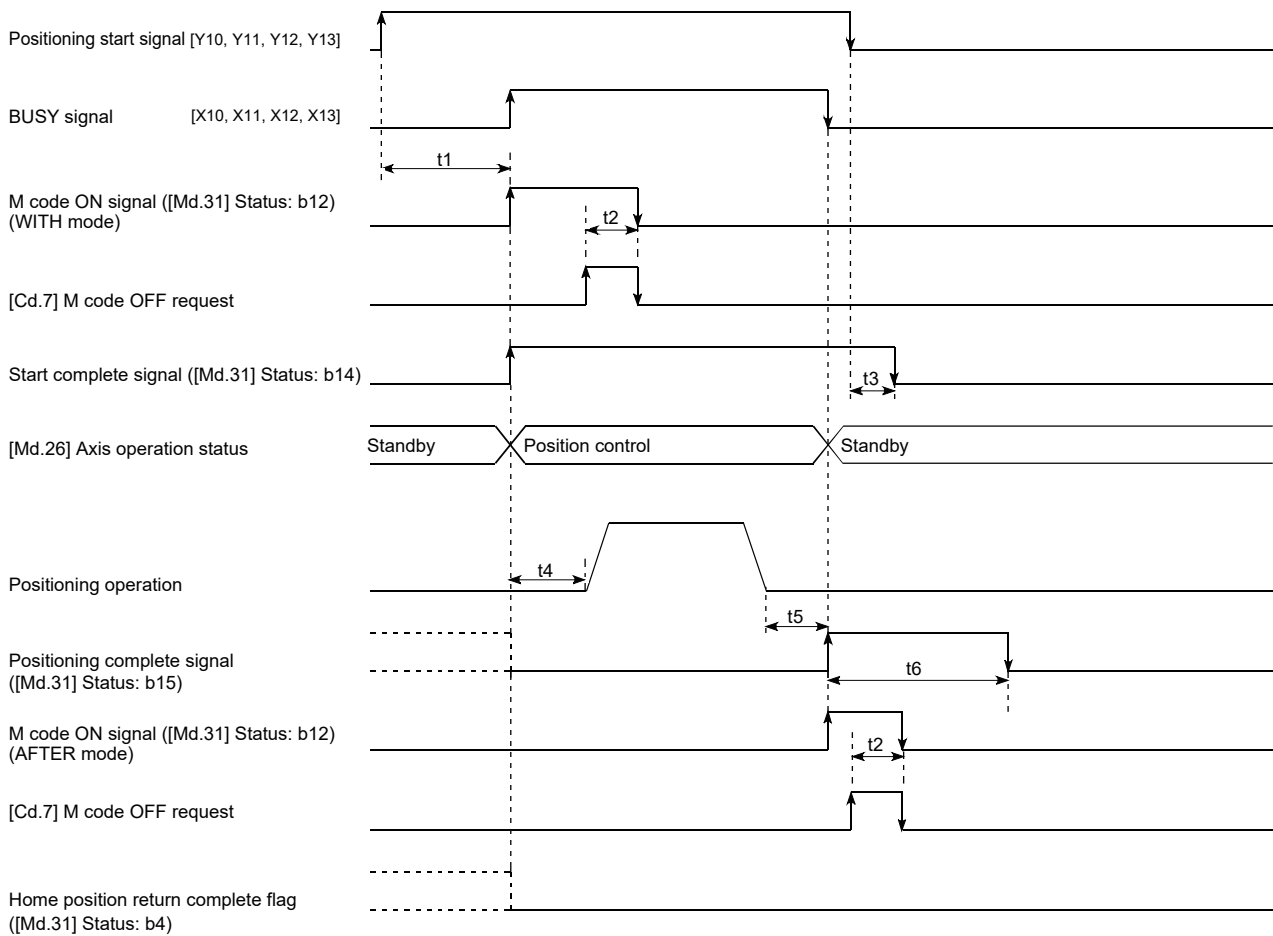 Positioning start signal [Y10, Y11, Y12, Y13]
BUSY signal [X10, X11, X12, X13]
t1
M code ON signal ([Md.31] Status: b12)
(WITH mode)
t2
[Cd.7] M code OFF request
Start complete signal ([Md.31] Status: b14)
t3
[Md.26] Axis operation status
Standby
Position control
Standby
t4
Positioning operation
t5
Positioning complete signal
([Md.31] Status: b15)
t6
M code ON signal ([Md.31] Status: b12)
(AFTER mode)
t2
[Cd.7] M code OFF request
Home position return complete flag
([Md.31] Status: b4)